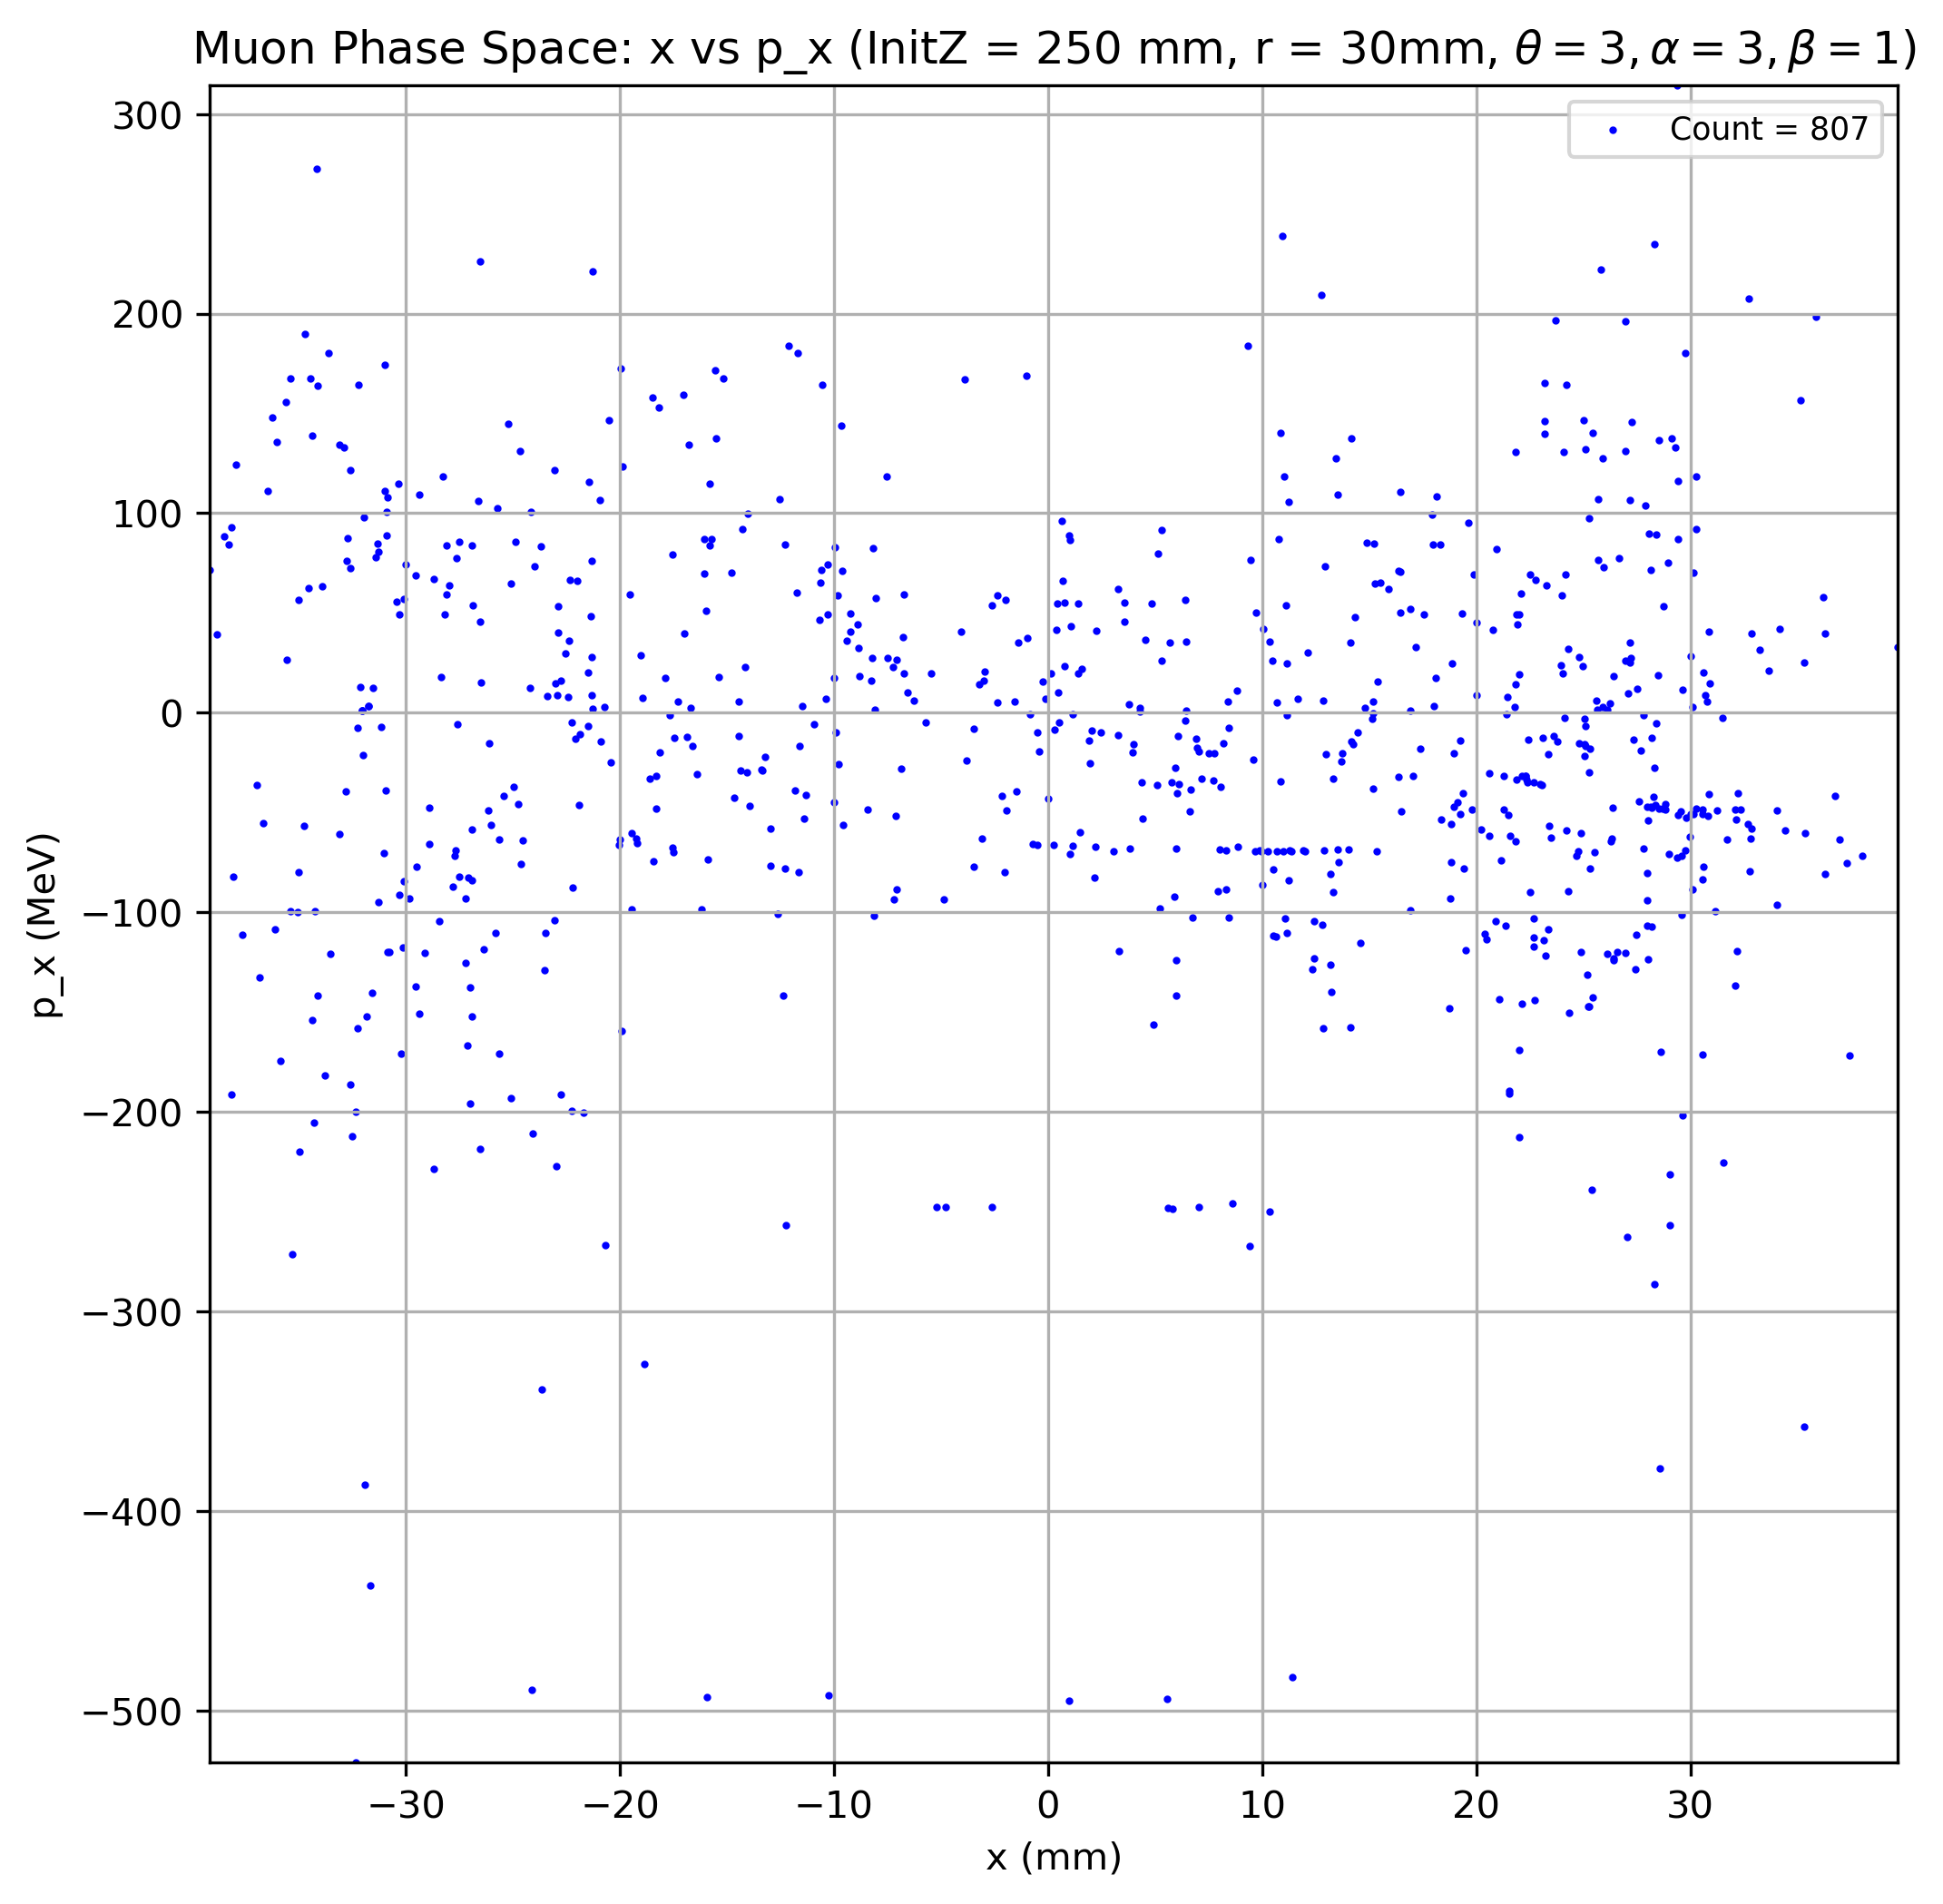 Muon Phase Space: x vs p_x (InitZ = 250 mm, r = 30mm, θ = 3, α = 3, β = 1)
Count = 807
300
200
100
0
−100
−200
−300
−400
−500
p_x (MeV)
−30 −20 −10 0 10 20 30
x (mm)